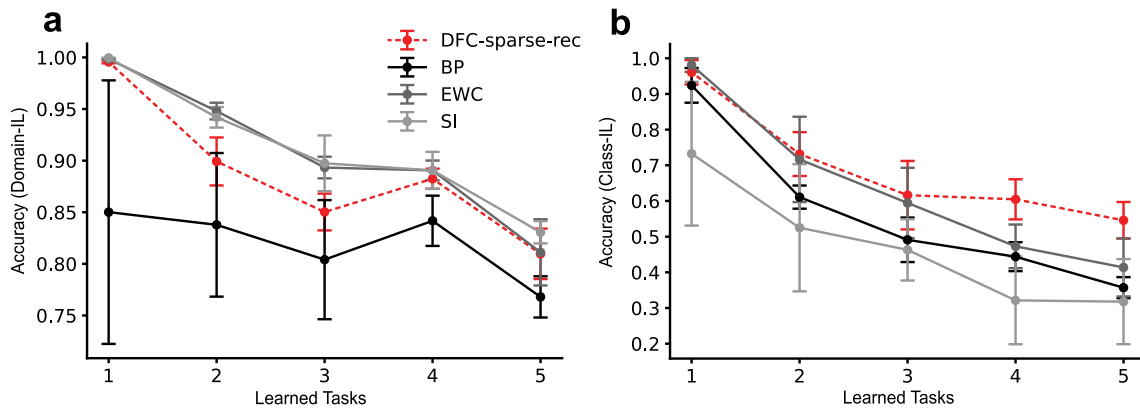 a
Accuracy (Domain-IL)
1.00
0.95
0.90
0.85
0.80
0.75
1 2 3 4 5
Learned Tasks
DFC-sparse-rec
BP
EWC
SI
b
Accuracy (Class-IL)
1.0
0.9
0.8
0.7
0.6
0.5
0.4
0.3
0.2
1 2 3 4 5
Learned Tasks